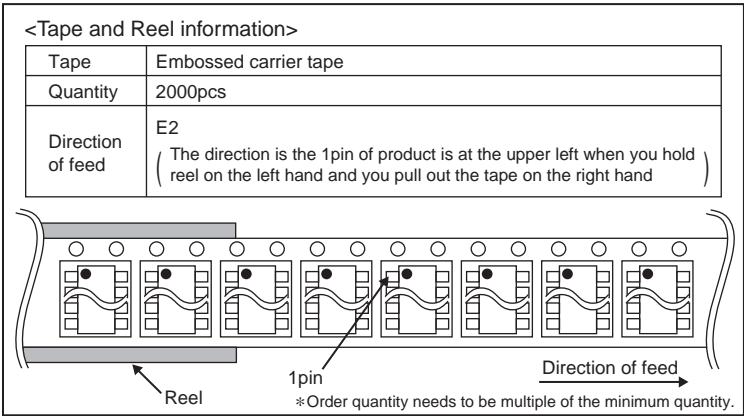 <Tape and Reel information>
Tape Embossed carrier tape
Quantity 2000pcs
Direction of feed E2
( The direction is the 1pin of product is at the upper left when you hold
reel on the left hand and you pull out the tape on the right hand )
Reel
1pin
Direction of feed
*Order quantity needs to be multiple of the minimum quantity.